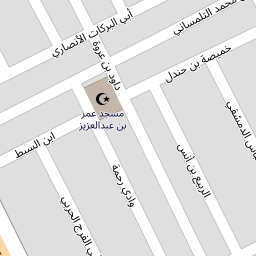 أبي البركات الأنصاري
محمد التلمساني
داود بن عروة
خميصة بن جندل
مسجد عمر
بن عبدالعزيز
ابن السبط
الدمشقي
وادي رحمة
الربيع بن أنس
الفرج الحربي